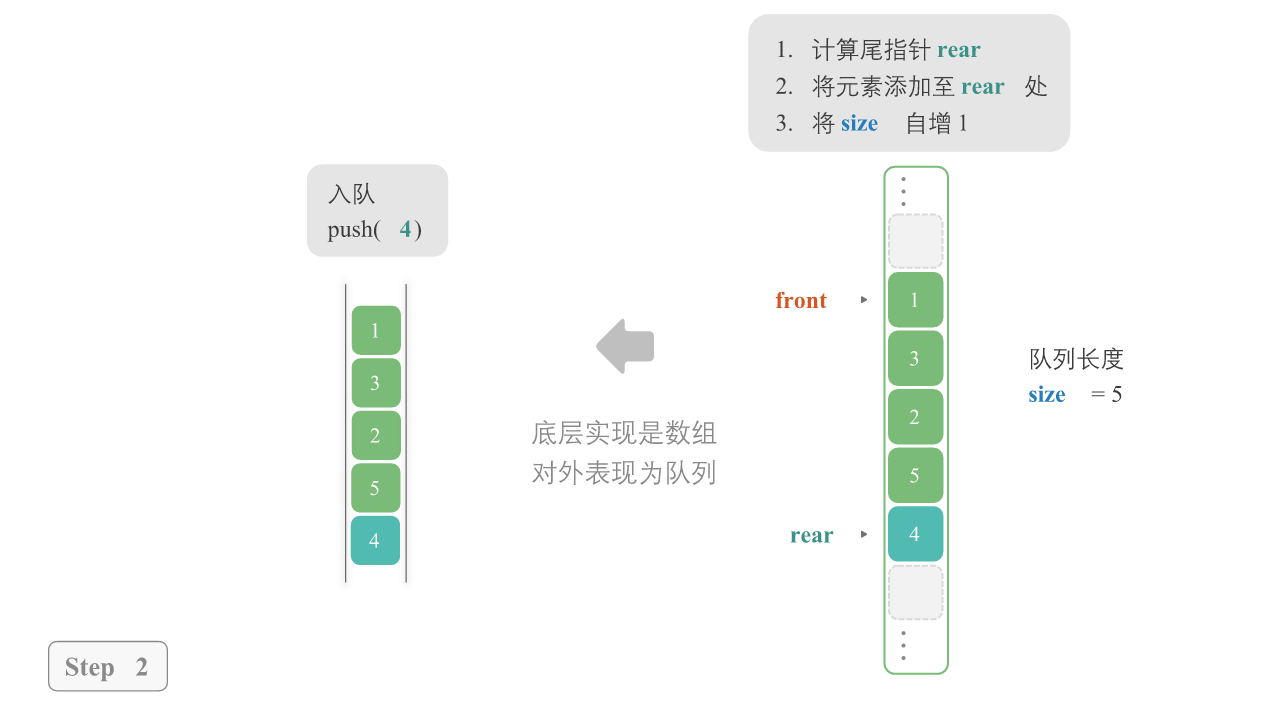 1. 计算尾指针 rear
2. 将元素添加至 rear 处
3. 将 size 自增 1
入队
push( 4 )
1
3
2
5
4
底层实现是数组
对外表现为队列
front
rear
1
3
2
5
4
队列长度
size = 5
Step 2